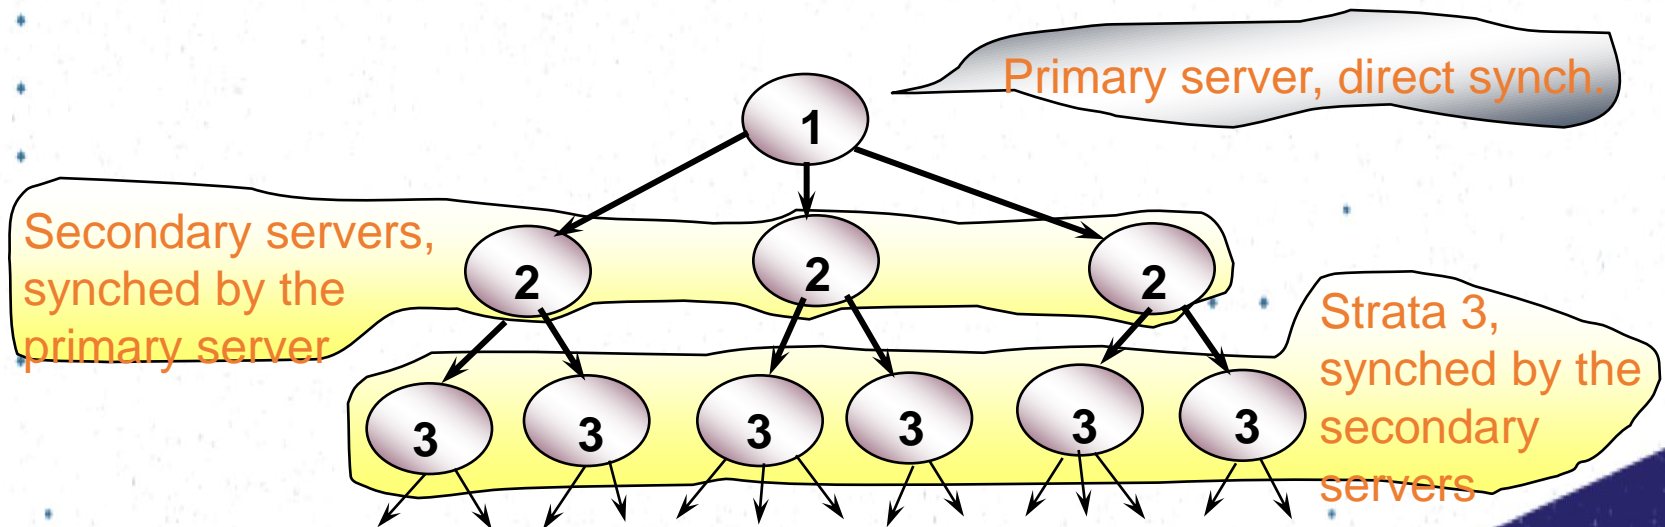 Primary server, direct synch.
1
Secondary servers,
synched by the
primary server
2 2 2
Strata 3,
synched by the
secondary
servers
3 3 3 3 3 3